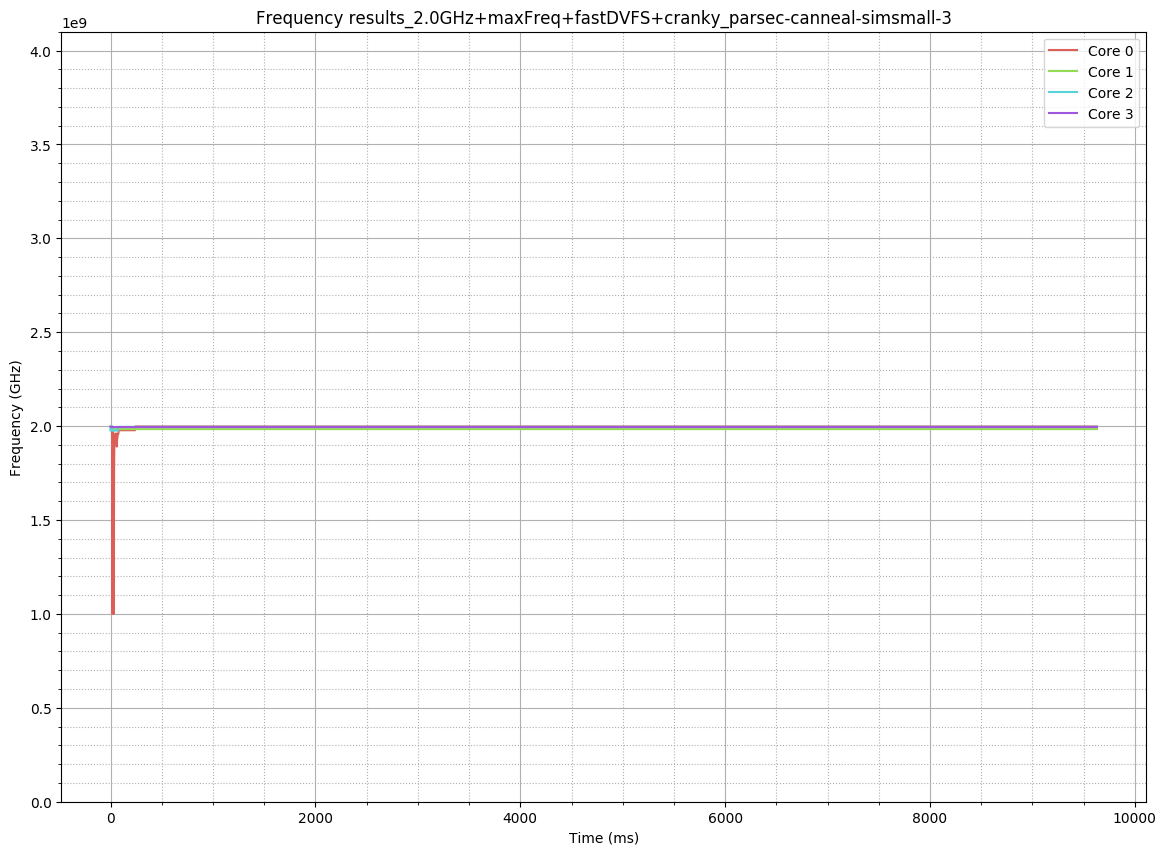 Frequency results_2.0GHz+maxFreq+fastDVFS+cranky_parsec-canneal-simsmall-3
1e9
4.0
3.5
3.0
2.5
2.0
1.5
1.0
0.5
0.0
Frequency (GHz)
Core 0
Core 1
Core 2
Core 3
0 2000 4000 6000 8000 10000
Time (ms)